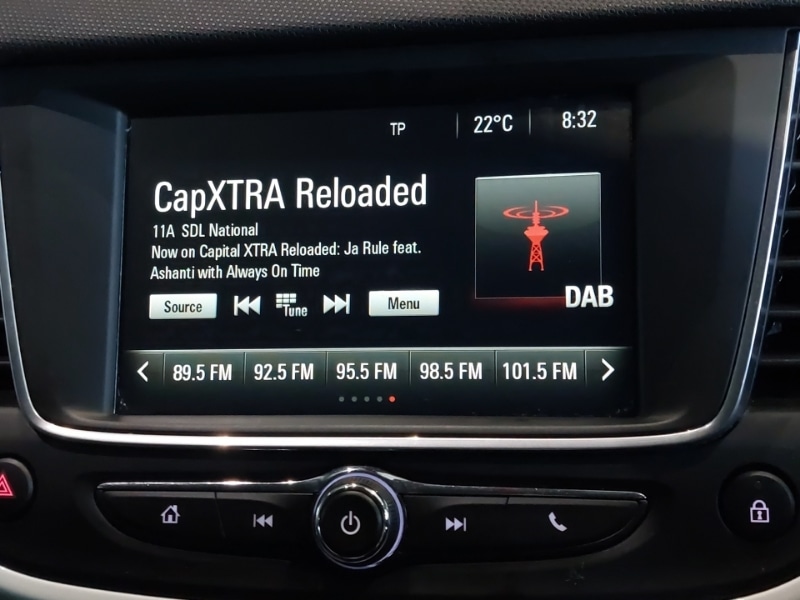 TP 22°C 8:32
CapXTRA Reloaded
11A SDL National
Now on Capital XTRA Reloaded: Ja Rule feat.
Ashanti with Always On Time
DAB
Source Tune Menu
89.5 FM 92.5 FM 95.5 FM 98.5 FM 101.5 FM